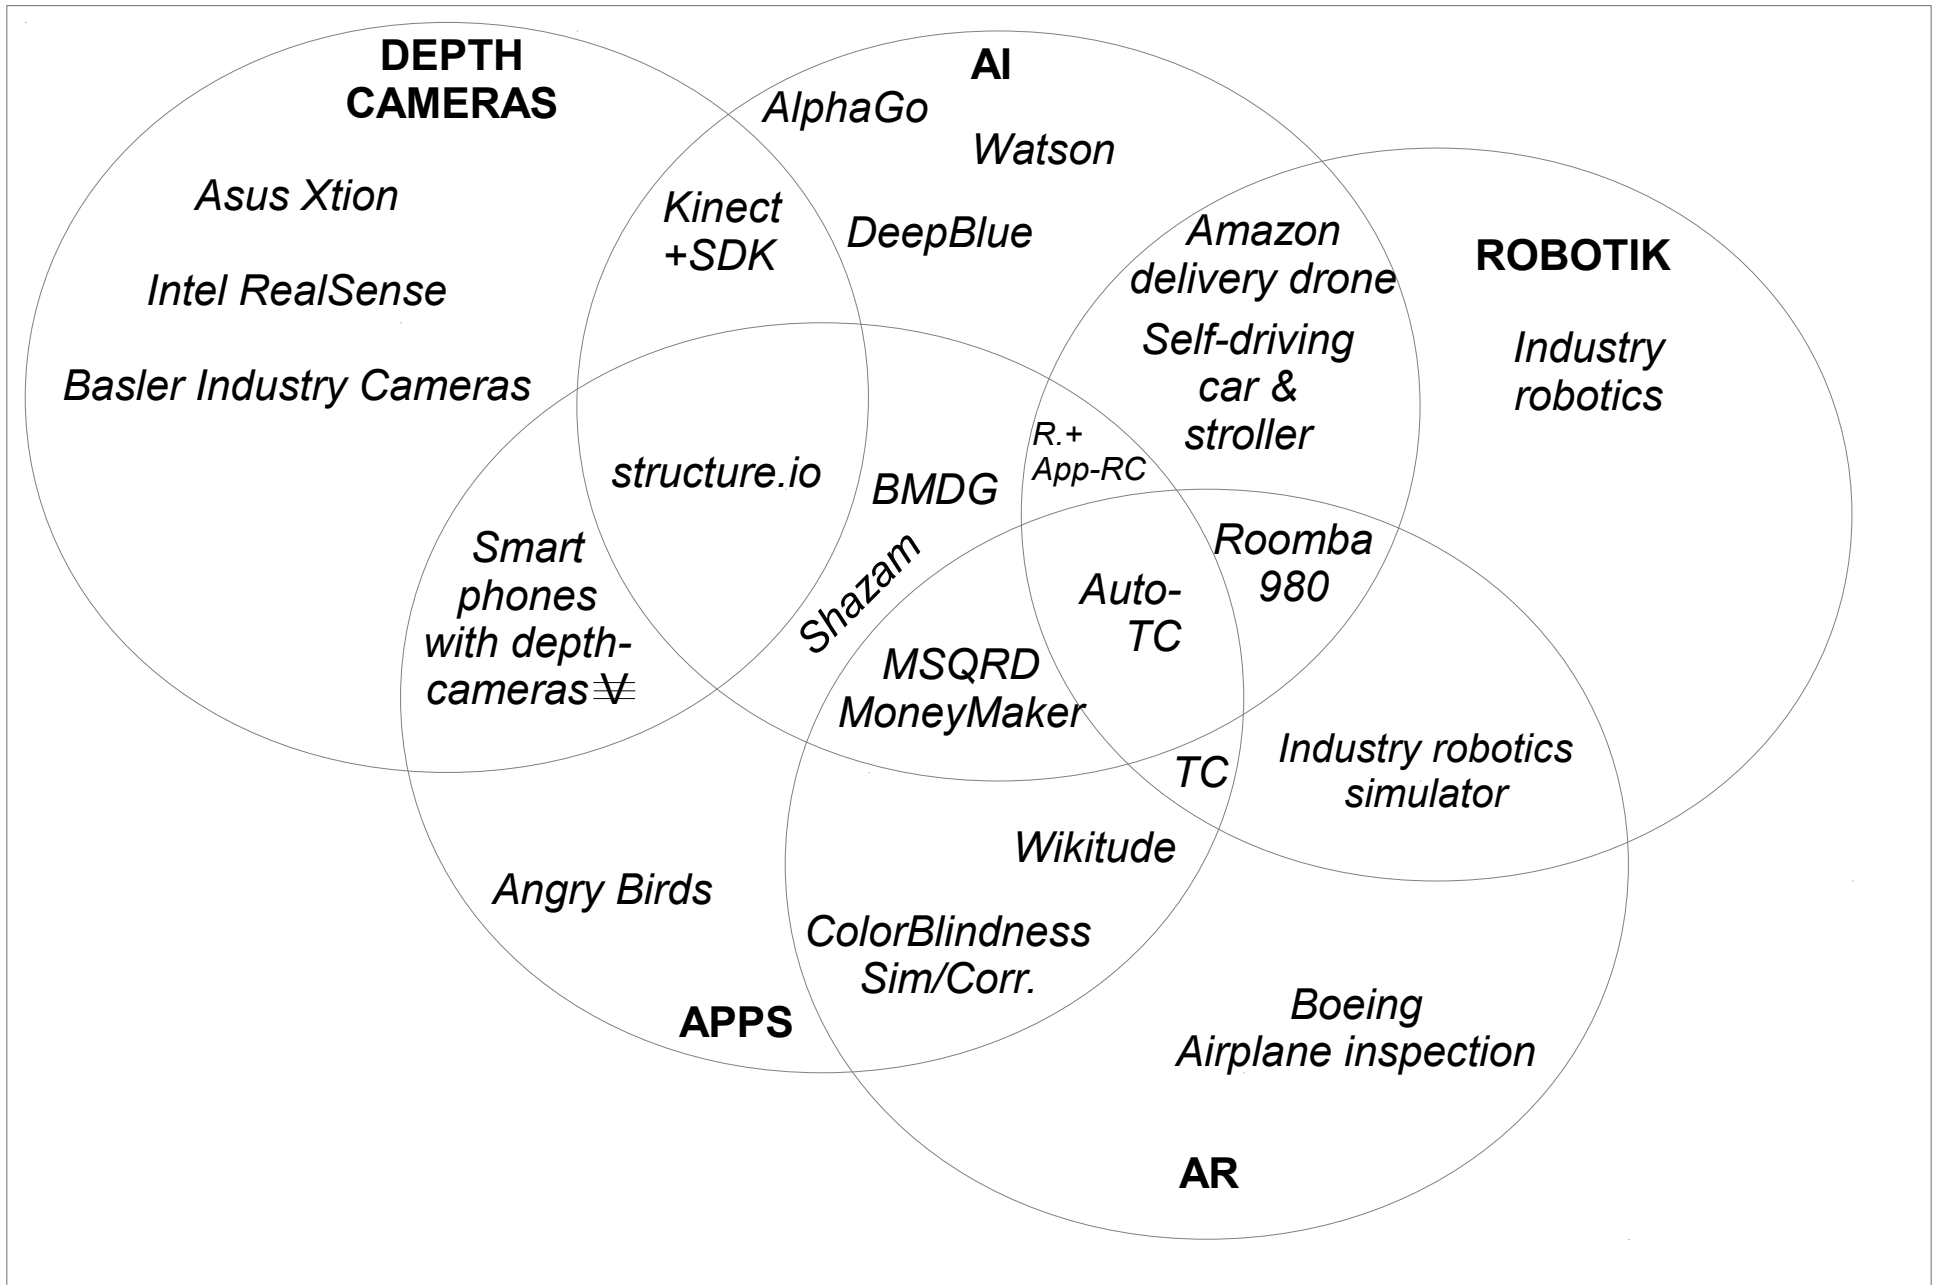 DEPTH
CAMERAS
AI
AlphaGo
Watson
Asus Xtion
Kinect
+SDK
DeepBlue
Amazon
delivery drone
ROBOTIK
Intel RealSense
Self-driving
car &
stroller
Industry
robotics
Basler Industry Cameras
R.+
App-RC
structure.io
BMDG
Smart
phones
with depth-
cameras V
Shazam
Roomba
980
Auto-
TC
MSQRD
MoneyMaker
TC
Industry robotics
simulator
Wikitude
Angry Birds
ColorBlindness
Sim/Corr.
APPS
Boeing
Airplane inspection
AR